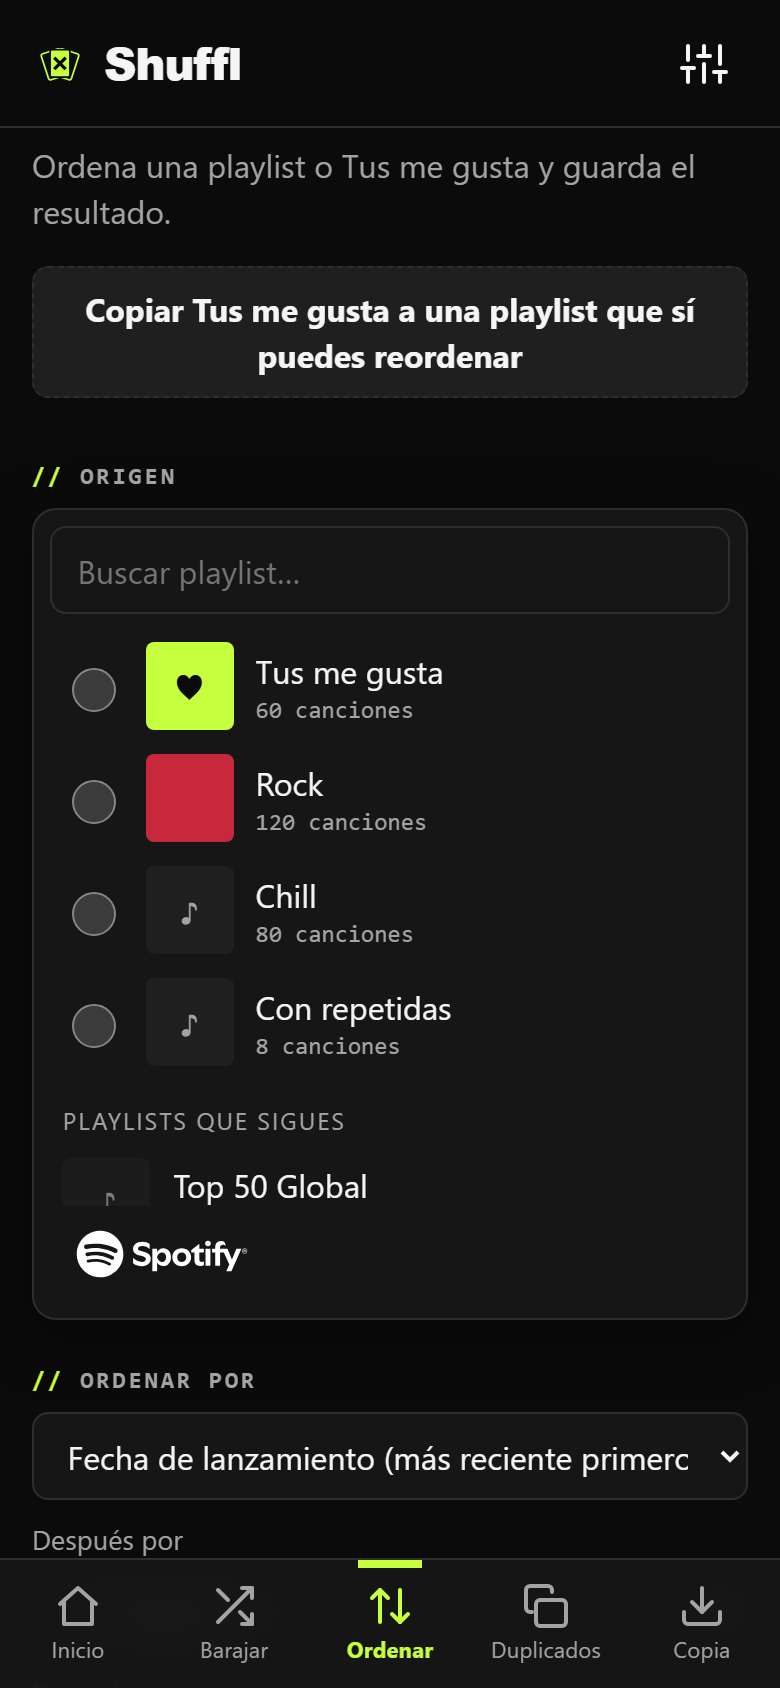 Shuffl
Ordena una playlist o Tus me gusta y guarda el
resultado.
Copiar Tus me gusta a una playlist que sí
puedes reordenar
// ORIGEN
Buscar playlist...
Tus me gusta
60 canciones
Rock
120 canciones
Chill
80 canciones
Con repetidas
8 canciones
PLAYLISTS QUE SIGUES
Top 50 Global
Spotify®
// ORDENAR POR
Fecha de lanzamiento (más reciente primero
Después por
Inicio
Barajar
Ordenar
Duplicados
Copia